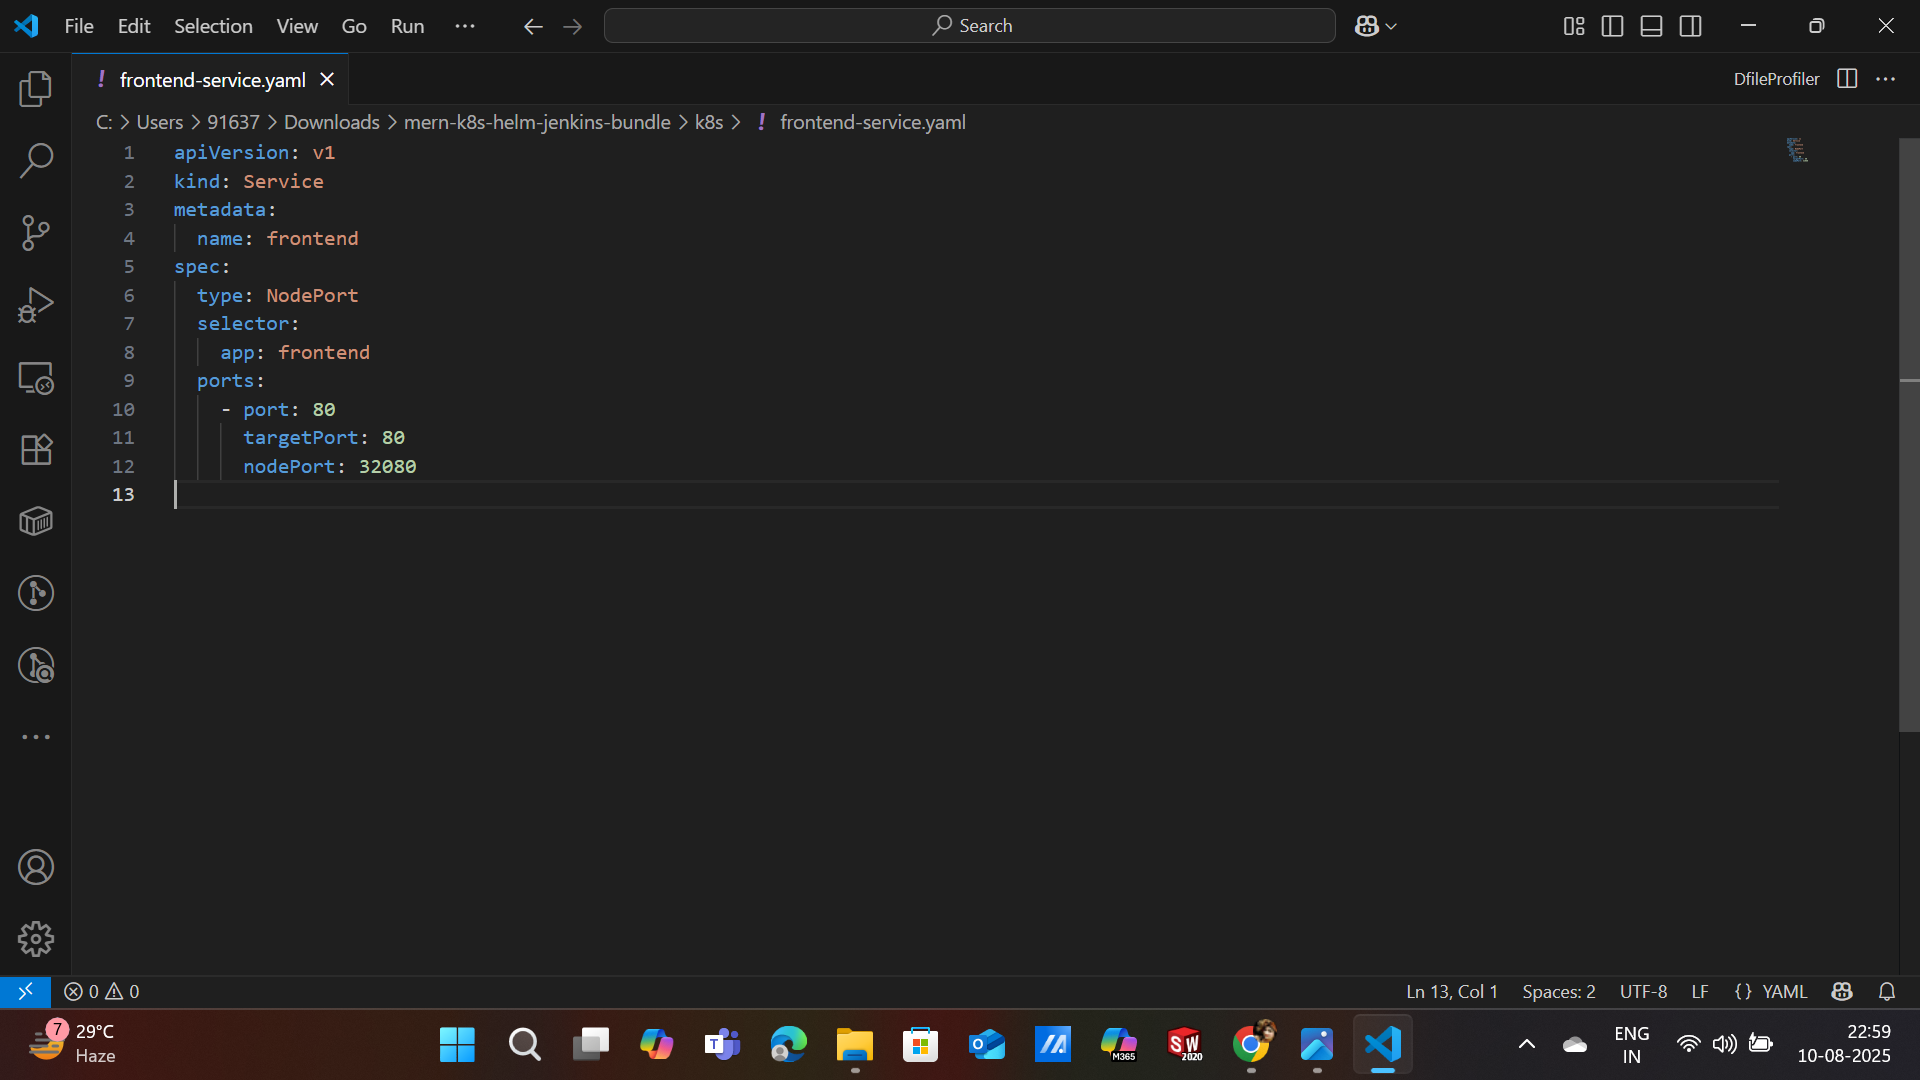 File Edit Selection View Go Run ··· Search
! frontend-service.yaml DfileProfiler ···
C: > Users > 91637 > Downloads > mern-k8s-helm-jenkins-bundle > k8s > ! frontend-service.yaml
1 apiVersion: v1
2 kind: Service
3 metadata:
4   name: frontend
5 spec:
6   type: NodePort
7   selector:
8     app: frontend
9   ports:
10     - port: 80
11       targetPort: 80
12       nodePort: 32080
13
0 0 Ln 13, Col 1 Spaces: 2 UTF-8 LF {} YAML
7 29°C
Haze
T
O
M365
SW
2020
ENG
IN
22:59
10-08-2025